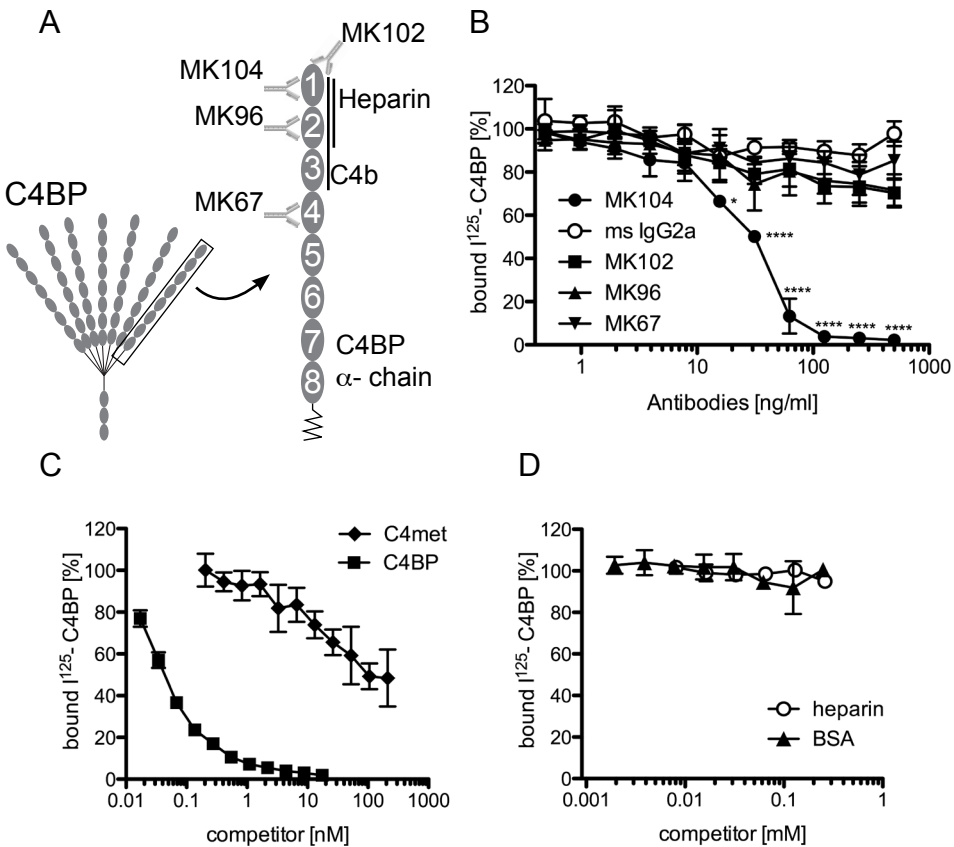 A
MK102
MK104
1
Heparin
MK96
2
3
C4b
C4BP
MK67
4
5
6
7
C4BP
8
α- chain
B
120
100
80
60
40
20
0
bound I¹²⁵- C4BP [%]
MK104
ms IgG2a
MK102
MK96
MK67
*
****
****
****
****
****
1
10
100
1000
Antibodies [ng/ml]
C
120
100
80
60
40
20
0
bound I¹²⁵- C4BP [%]
C4met
C4BP
0.01
0.1
1
10
100
1000
competitor [nM]
D
120
100
80
60
40
20
0
bound I¹²⁵- C4BP [%]
heparin
BSA
0.001
0.01
0.1
1
competitor [mM]